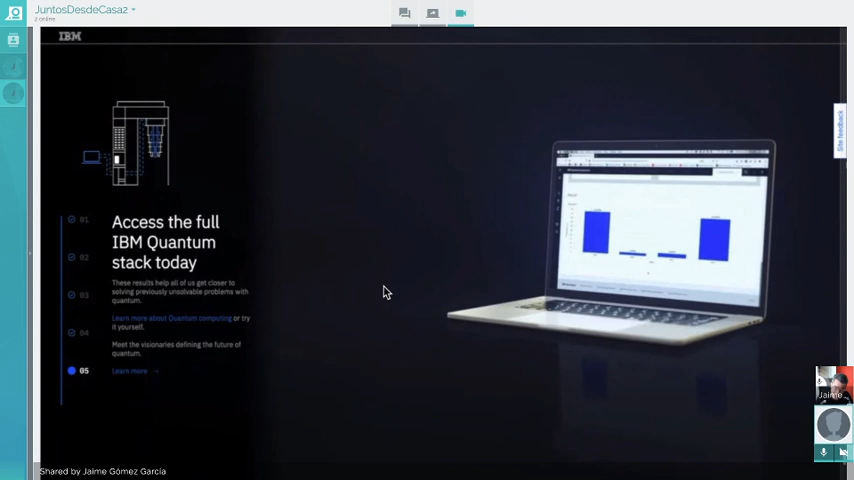 JuntosDesdeCasa2
2 online
IBM
Site feedback
Access the full
IBM Quantum
stack today
01
02
03
04
05
These results help all of us get closer to
solving previously unsolvable problems with
quantum.
Learn more about Quantum computing or try
it yourself.
Meet the visionaries defining the future of
quantum.
Learn more →
Jaime ...
Shared by Jaime Gómez García